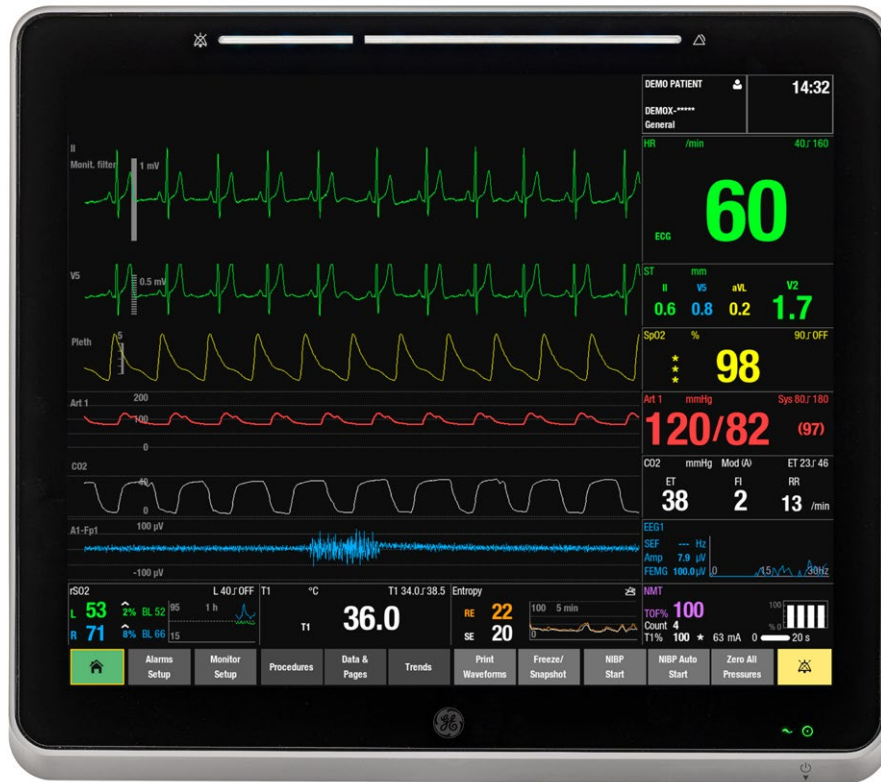 DEMO PATIENT
14:32
DEMOX-*****
General
II
Monit. filter
1 mV
HR /min 40 160
60
ECG
V5
0.5 mV
ST mm
II V5 aVL V2
0.6 0.8 0.2 1.7
Pleth
5
SpO2 % 90 OFF
98
Art 1
200
100
0
Art 1 mmHg Sys 80 180
120/82 (97)
CO2
40
0
CO2 mmHg Mod (A) ET 23 46
ET FI RR
38 2 13 /min
A1-Fp1
100 µV
-100 µV
EEG1
SEF --- Hz
Amp 7.9 µV
FEMG 100.0 µV
0 15 30Hz
rSO2 L 40 OFF
L 53 2% BL 52
R 71 8% BL 66
95 1 h
15
T1 °C T1 34.0 38.5
T1 36.0
Entropy
RE 22
SE 20
100 5 min
0
NMT
TOF% 100
Count 4
T1% 100 * 63 mA 0 20 s
100
% 0
Alarms
Setup
Monitor
Setup
Procedures
Data &
Pages
Trends
Print
Waveforms
Freeze/
Snapshot
NIBP
Start
NIBP Auto
Start
Zero All
Pressures
GE